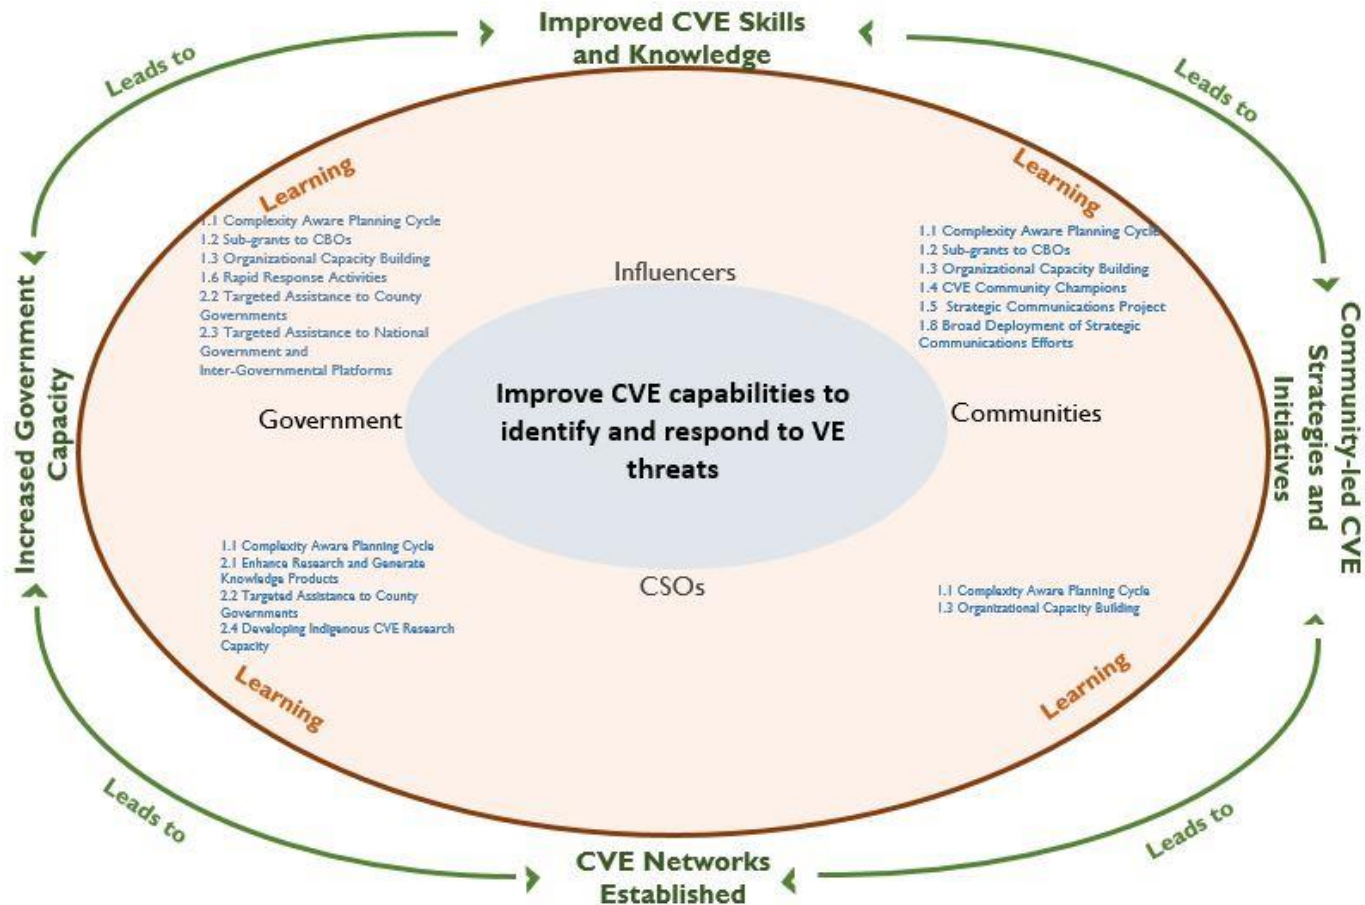 Improved CVE Skills
and Knowledge
Leads to
Leads to
Learning
Learning
1.1 Complexity Aware Planning Cycle
1.2 Sub-grants to CBOs
1.3 Organizational Capacity Building
1.6 Rapid Response Activities
2.2 Targeted Assistance to County
Governments
2.3 Targeted Assistance to National
Government and
Inter-Governmental Platforms
Influencers
1.1 Complexity Aware Planning Cycle
1.2 Sub-grants to CBOs
1.3 Organizational Capacity Building
1.4 CVE Community Champions
1.5 Strategic Communications Project
1.8 Broad Deployment of Strategic
Communications Efforts
Increased Government
Capacity
Government
Improve CVE capabilities to
identify and respond to VE
threats
Communities
Community-led CVE
Strategies and
Initiatives
1.1 Complexity Aware Planning Cycle
2.1 Enhance Research and Generate
Knowledge Products
2.2 Targeted Assistance to County
Governments
2.4 Developing Indigenous CVE Research
Capacity
CSOs
1.1 Complexity Aware Planning Cycle
1.3 Organizational Capacity Building
Learning
Learning
Leads to
Leads to
CVE Networks
Established